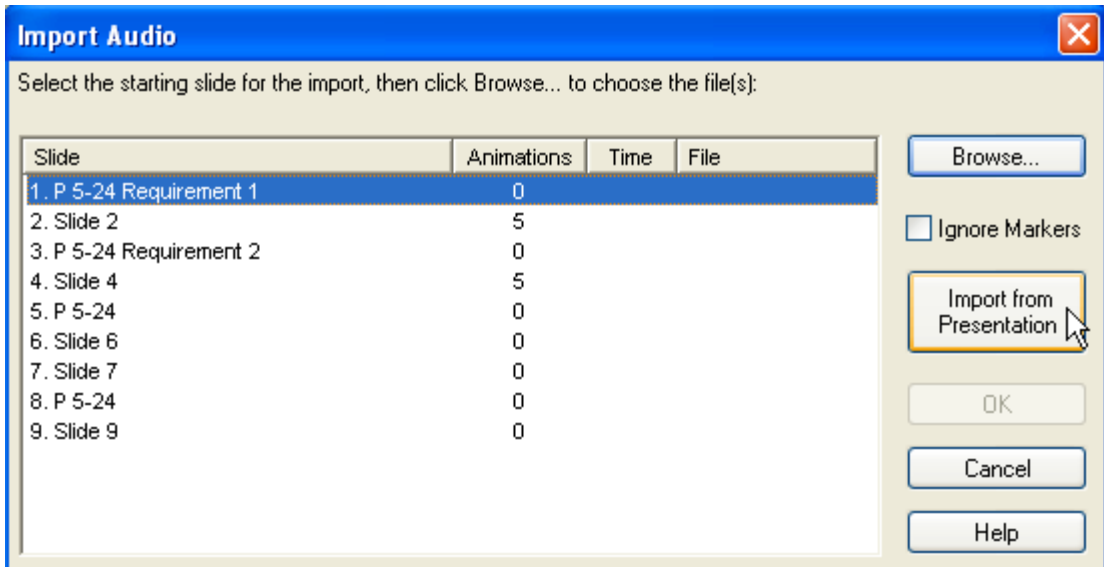 Import Audio
Select the starting slide for the import, then click Browse... to choose the file(s):
Slide Animations Time File
1. P 5-24 Requirement 1 0
2. Slide 2 5
3. P 5-24 Requirement 2 0
4. Slide 4 5
5. P 5-24 0
6. Slide 6 0
7. Slide 7 0
8. P 5-24 0
9. Slide 9 0
Browse...
Ignore Markers
Import from
Presentation
OK
Cancel
Help